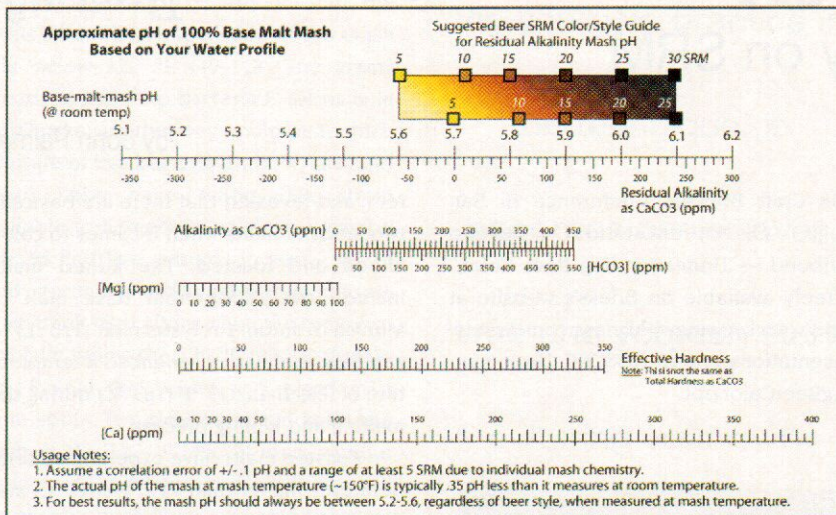 Approximate pH of 100% Base Malt Mash
Based on Your Water Profile
Suggested Beer SRM Color/Style Guide
for Residual Alkalinity Mash pH
5 10 15 20 25 30 SRM
5 10 15 20 25
Base-malt-mash pH
(@ room temp)
5.1 5.2 5.3 5.4 5.5 5.6 5.7 5.8 5.9 6.0 6.1 6.2
-350 -300 -250 -200 -150 -100 -50 0 50 100 150 200 250 300
Residual Alkalinity
as CaCO3 (ppm)
Alkalinity as CaCO3 (ppm)
0 50 100 150 200 250 300 350 400 450
0 50 100 150 200 250 300 350 400 450 500 550
[HCO3] (ppm)
[Mg] (ppm)
0 10 20 30 40 50 60 70 80 90 100
0 50 100 150 200 250 300 350
Effective Hardness
Note: This is not the same as
Total Hardness as CaCO3
[Ca] (ppm)
10 20 30 40 50 100 150 200 250 300 350 400
Usage Notes:
1. Assume a correlation error of +/- .1 pH and a range of at least 5 SRM due to individual mash chemistry.
2. The actual pH of the mash at mash temperature (~150°F) is typically .35 pH less than it measures at room temperature.
3. For best results, the mash pH should always be between 5.2-5.6, regardless of beer style, when measured at mash temperature.